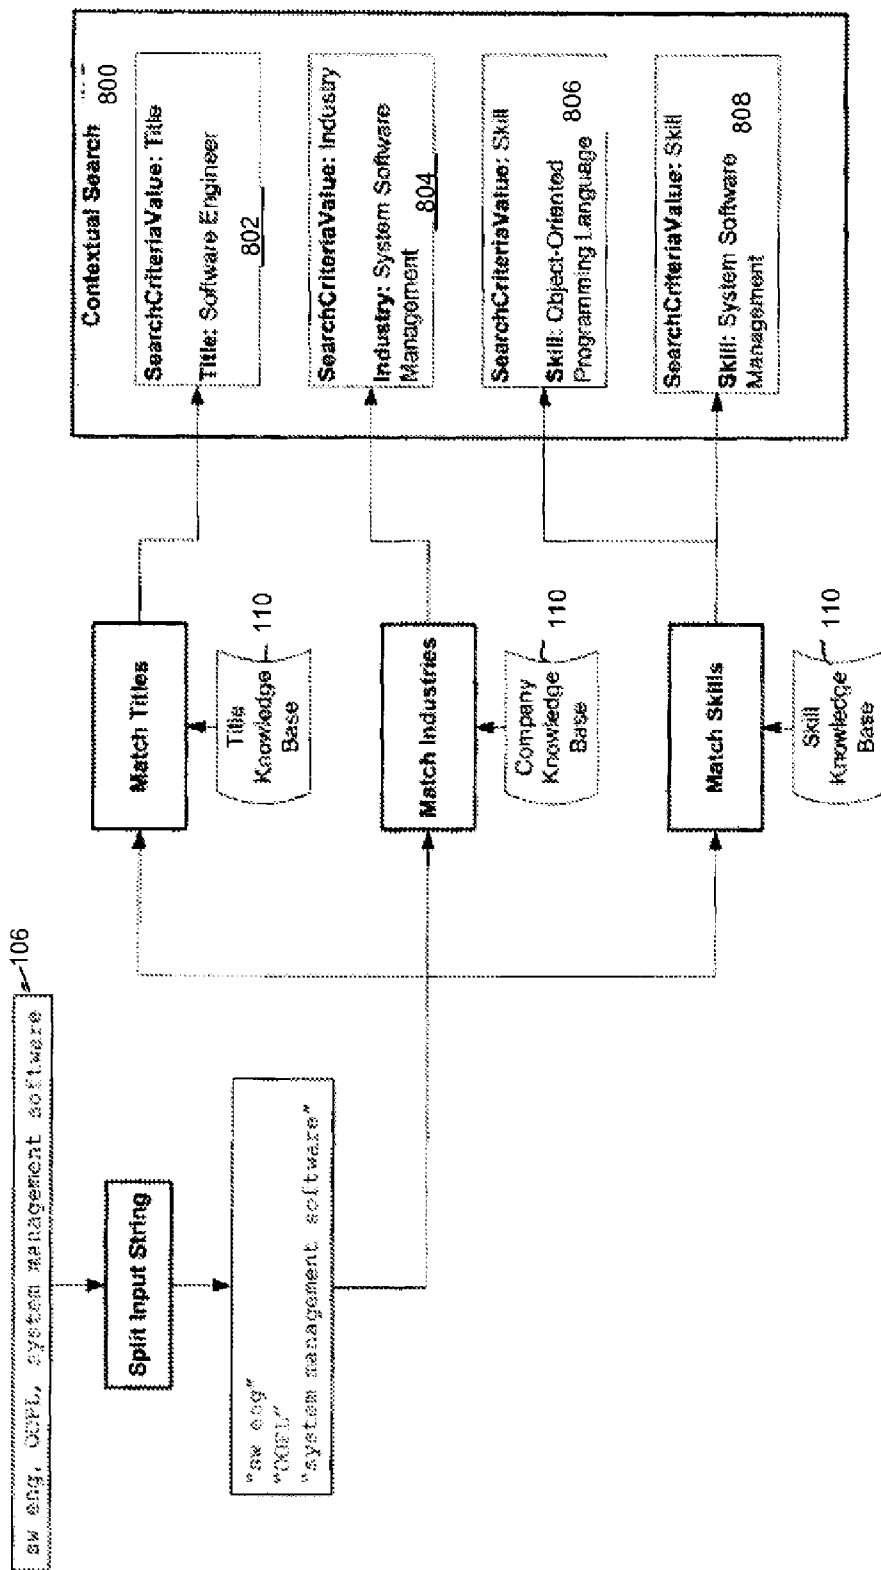 sw eng, OOPL, system management software
106
Split Input String
"sw eng"
"OOPL"
"system management software"
Match Titles
Title
Knowledge
Base
110
Match Industries
Company
Knowledge
Base
110
Match Skills
Skill
Knowledge
Base
110
Contextual Search
800
SearchCriteriaValue: Title
Title: Software Engineer
802
SearchCriteriaValue: Industry
Industry: System Software
Management
804
SearchCriteriaValue: Skill
Skill: Object-Oriented
Programming Language
806
SearchCriteriaValue: Skill
Skill: System Software
Management
808